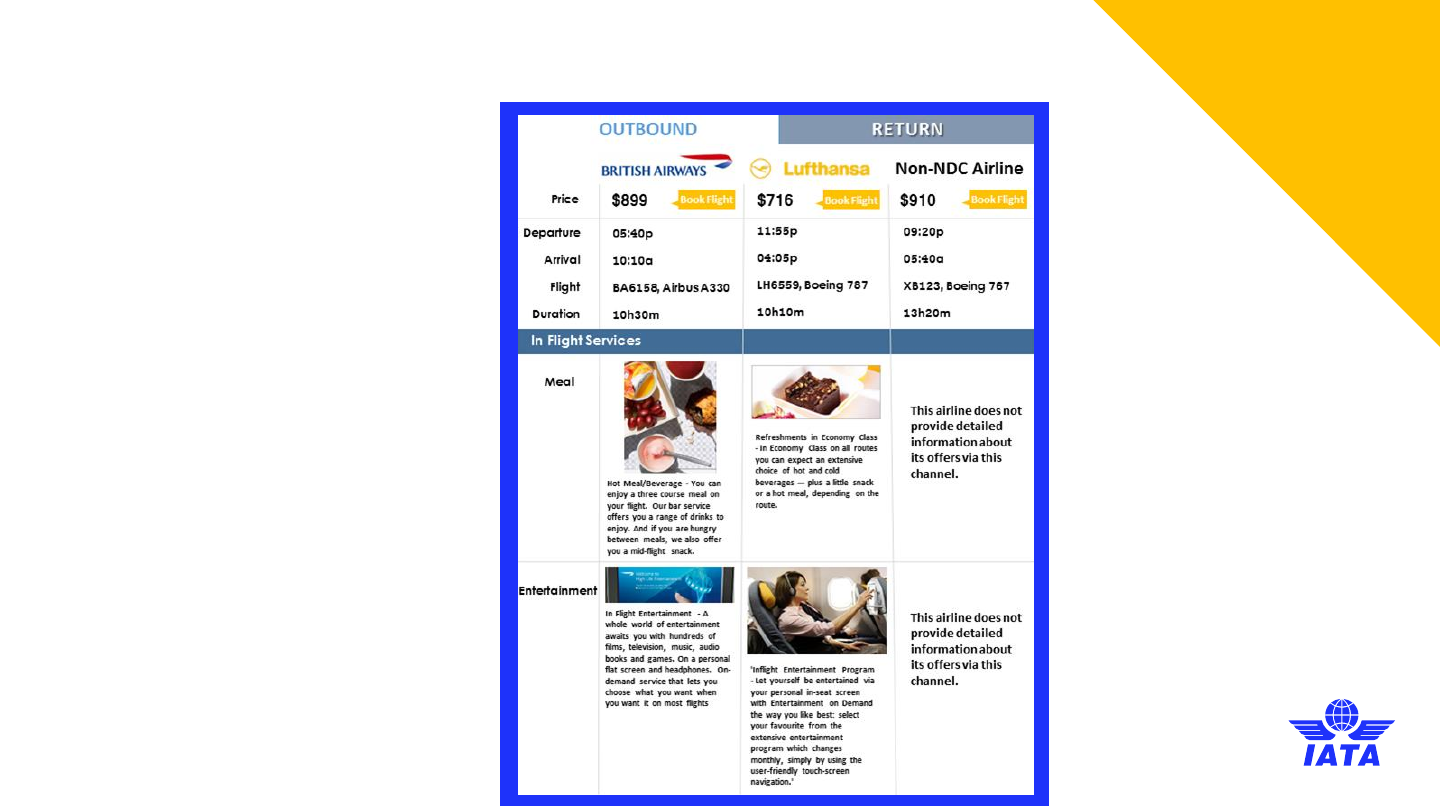 OUTBOUND
RETURN
BRITISH AIRWAYS
Lufthansa
Non-NDC Airline
Price
$899
Book Flight
$716
Book Flight
$910
Book Flight
Departure
05:40p
11:55p
09:20p
Arrival
10:10a
04:05p
05:40a
Flight
BA6158, Airbus A330
LH6559, Boeing 787
XB123, Boeing 767
Duration
10h30m
10h10m
13h20m
In Flight Services
Meal
Hot Meal/Beverage - You can
enjoy a three course meal on
your flight. Our bar service
offers you a range of drinks to
enjoy. And if you are hungry
between meals, we also offer
you a mid-flight snack.
Refreshments in Economy Class
- In Economy Class on all routes
you can expect an extensive
choice of hot and cold
beverages — plus a little snack
or a hot meal, depending on the
route.
This airline does not
provide detailed
information about
its offers via this
channel.
Entertainment
In Flight Entertainment - A
whole world of entertainment
awaits you with hundreds of
films, television, music, audio
books and games. On a personal
flat screen and headphones. On-
demand service that lets you
choose what you want when
you want it on most flights
"Inflight Entertainment Program
- Let yourself be entertained via
your personal in-seat screen
with Entertainment on Demand
the way you like best: select
your favourite from the
extensive entertainment
program which changes
monthly, simply by using the
user-friendly touch-screen
navigation."
This airline does not
provide detailed
information about
its offers via this
channel.
IATA